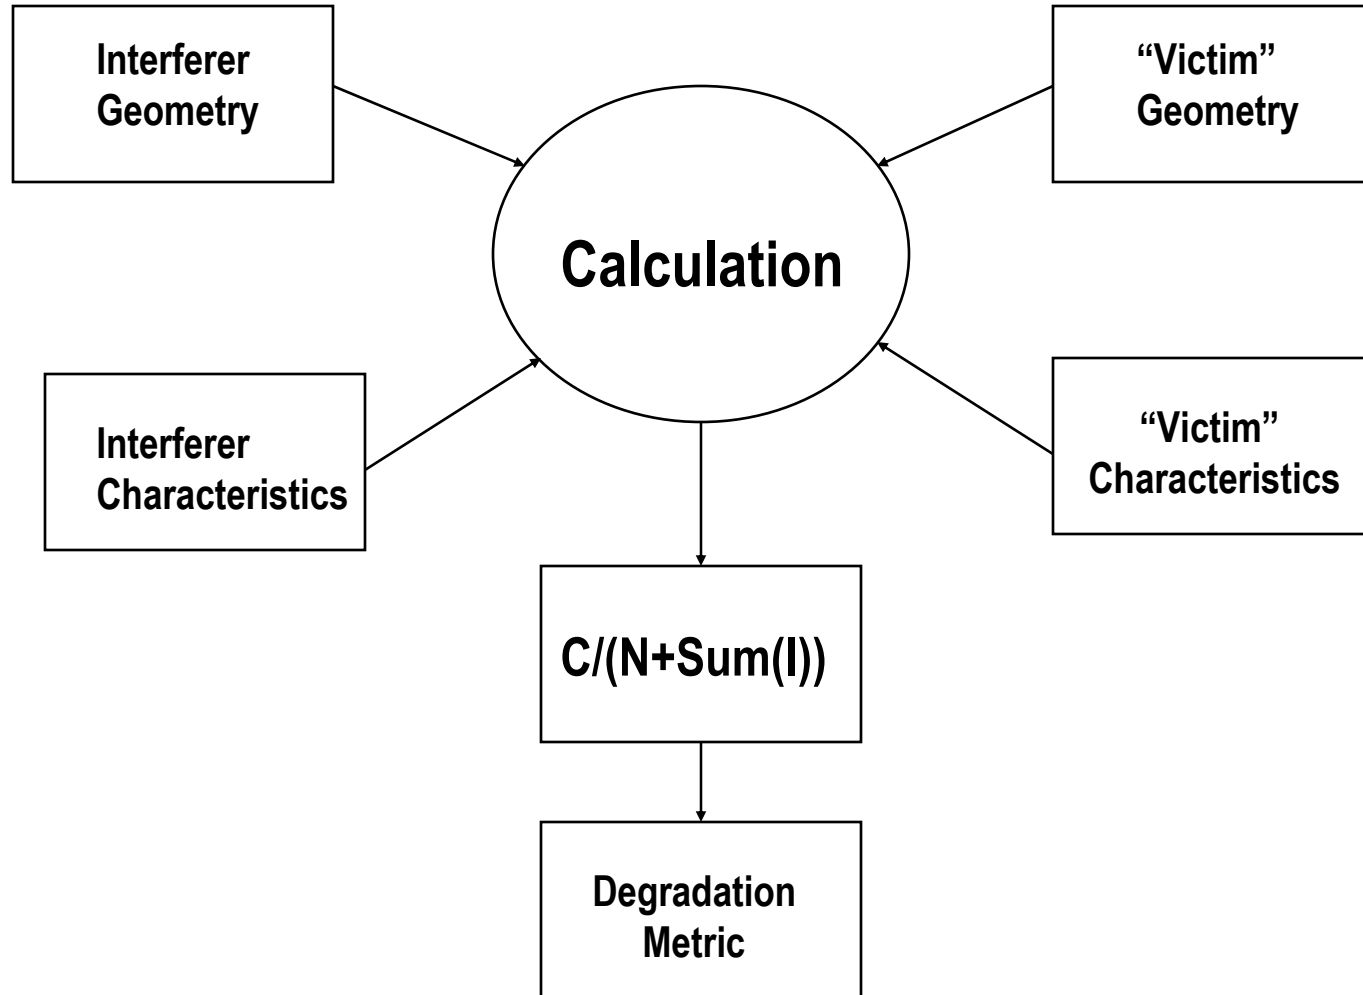 Interferer
Geometry
“Victim”
Geometry
Calculation
Interferer
Characteristics
“Victim”
Characteristics
C/(N+Sum(I))
Degradation
Metric